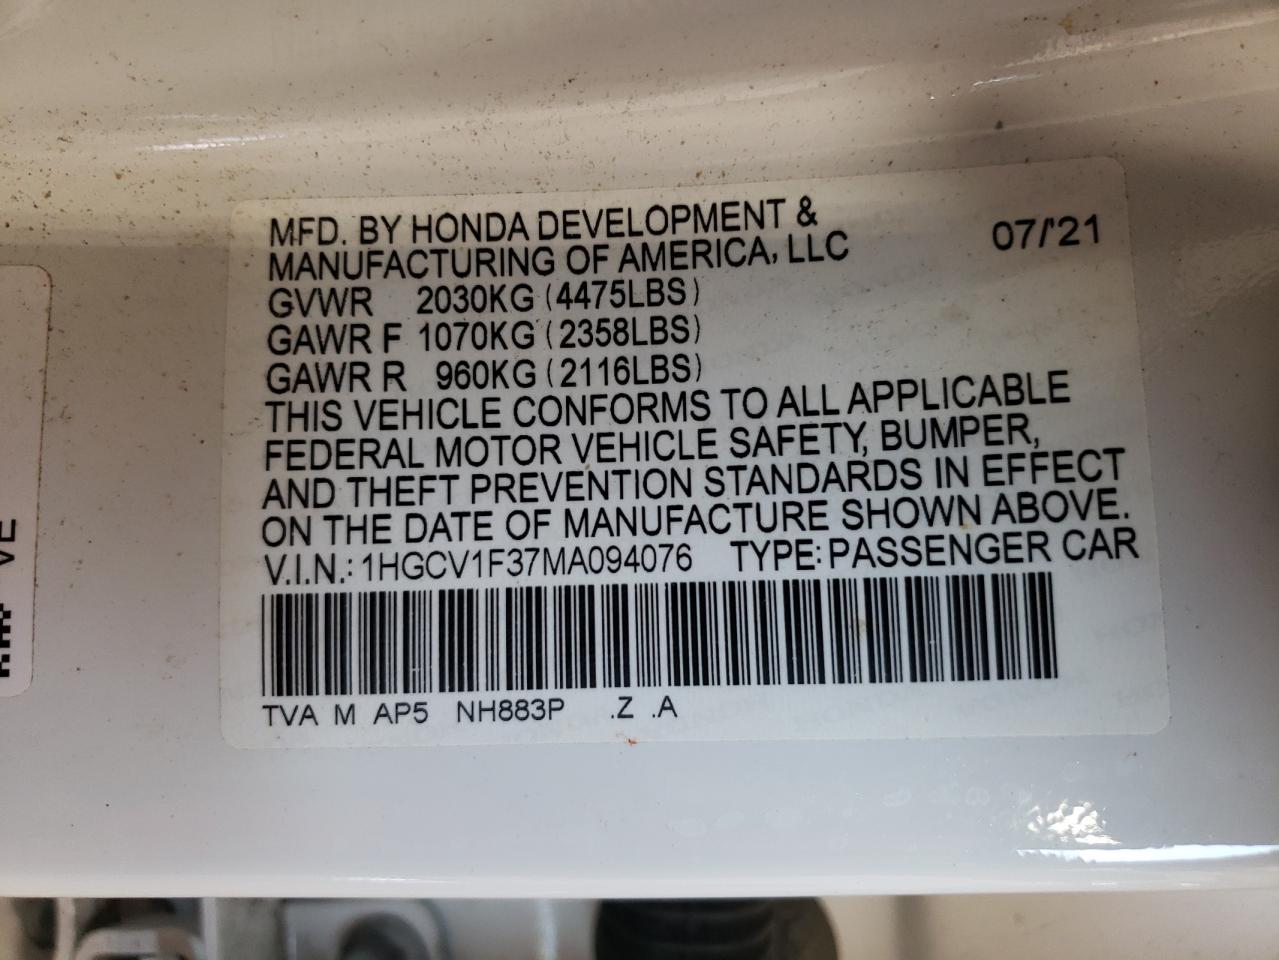 MFD. BY HONDA DEVELOPMENT &
MANUFACTURING OF AMERICA, LLC 07/'21
GVWR 2030KG (4475LBS)
GAWR F 1070KG (2358LBS)
GAWR R 960KG (2116LBS)
THIS VEHICLE CONFORMS TO ALL APPLICABLE
FEDERAL MOTOR VEHICLE SAFETY, BUMPER,
AND THEFT PREVENTION STANDARDS IN EFFECT
ON THE DATE OF MANUFACTURE SHOWN ABOVE.
V.I.N.: 1HGCV1F37MA094076 TYPE: PASSENGER CAR
TVA M AP5 NH883P .Z .A
VE